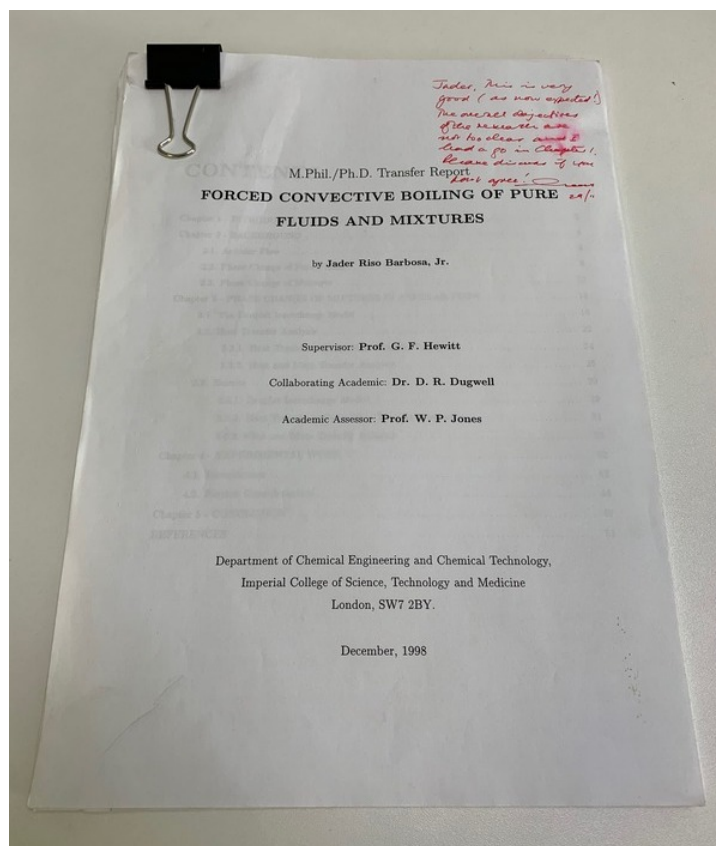 Jader, This is very
good (as now expected!)
The overall objectives
of the research are
not too clear and I
had a go in Chapter 1.
Please discuss if you
don't agree!
M.Phil./Ph.D. Transfer Report
FORCED CONVECTIVE BOILING OF PURE
FLUIDS AND MIXTURES
by Jader Riso Barbosa, Jr.
Supervisor: Prof. G. F. Hewitt
Collaborating Academic: Dr. D. R. Dugwell
Academic Assessor: Prof. W. P. Jones
Department of Chemical Engineering and Chemical Technology,
Imperial College of Science, Technology and Medicine
London, SW7 2BY.
December, 1998